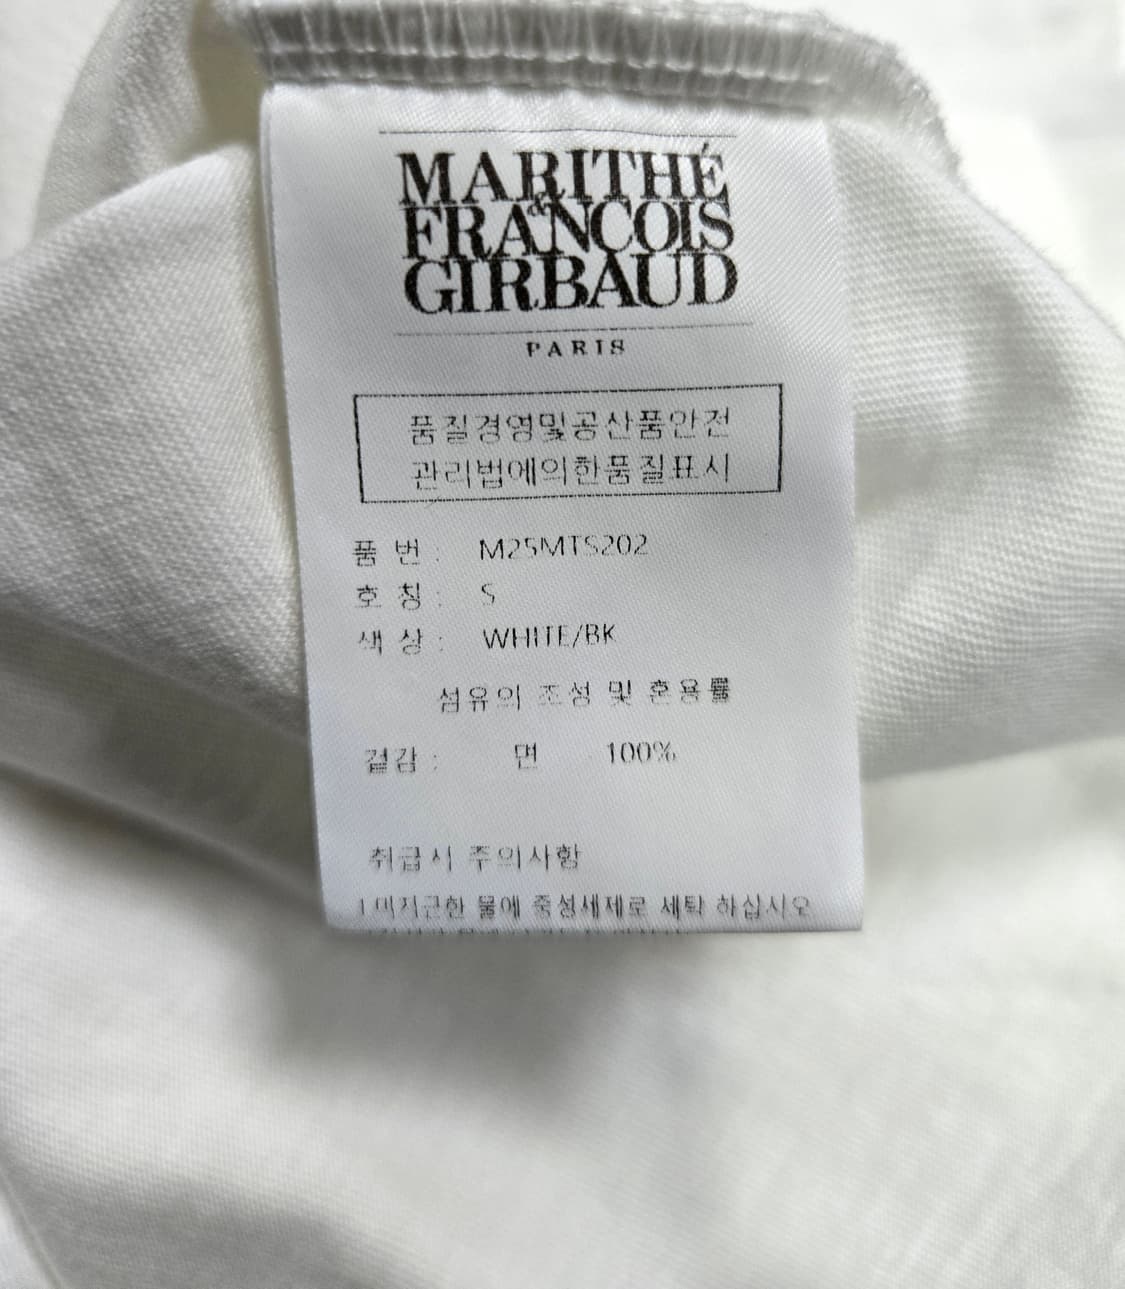 MARITHÉ
&
FRANCOIS
GIRBAUD
PARIS
품질경영및공산품안전
관리법에의한품질표시
품 번 : M25MTS202
호 칭 : S
색 상 : WHITE/BK
섬유의 조성 및 혼용률
겉감 : 면 100%
취급시 주의사항
1미지근한 물에 중성세제로 세탁 하십시오